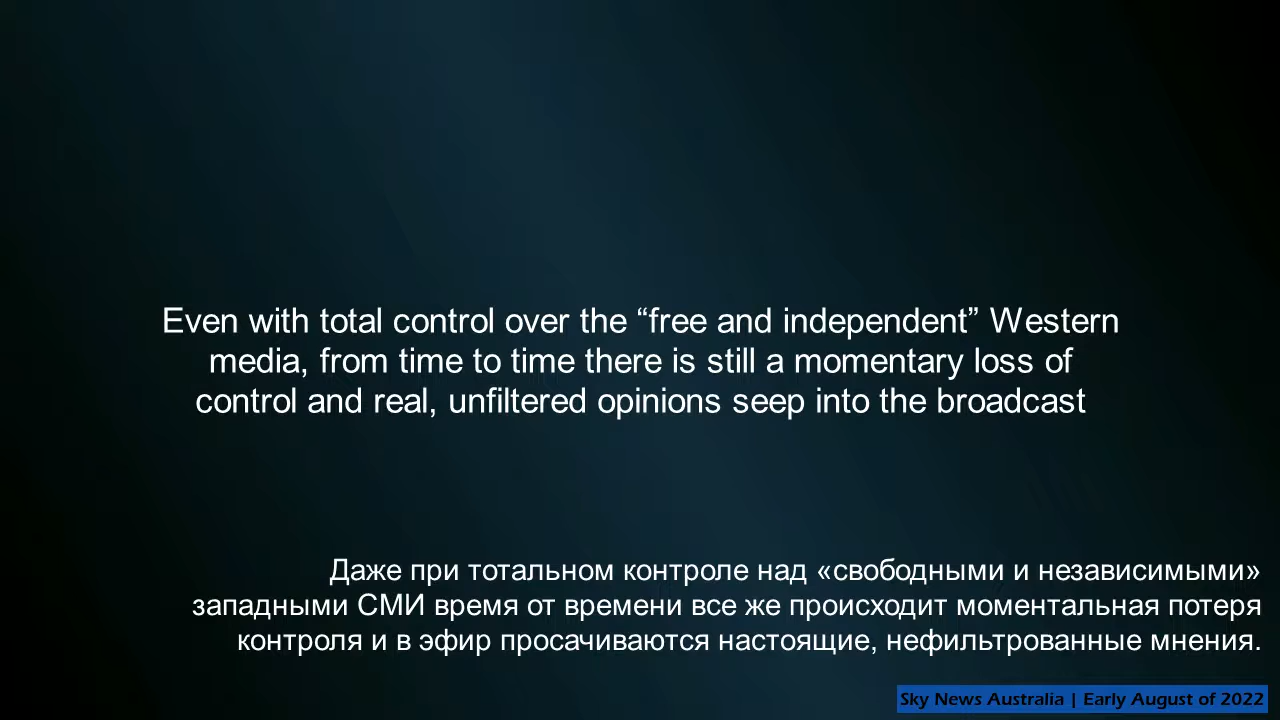 Even with total control over the “free and independent” Western
media, from time to time there is still a momentary loss of
control and real, unfiltered opinions seep into the broadcast
Даже при тотальном контроле над «свободными и независимыми»
западными СМИ время от времени все же происходит моментальная потеря
контроля и в эфир просачиваются настоящие, нефильтрованные мнения.
Sky News Australia | Early August of 2022